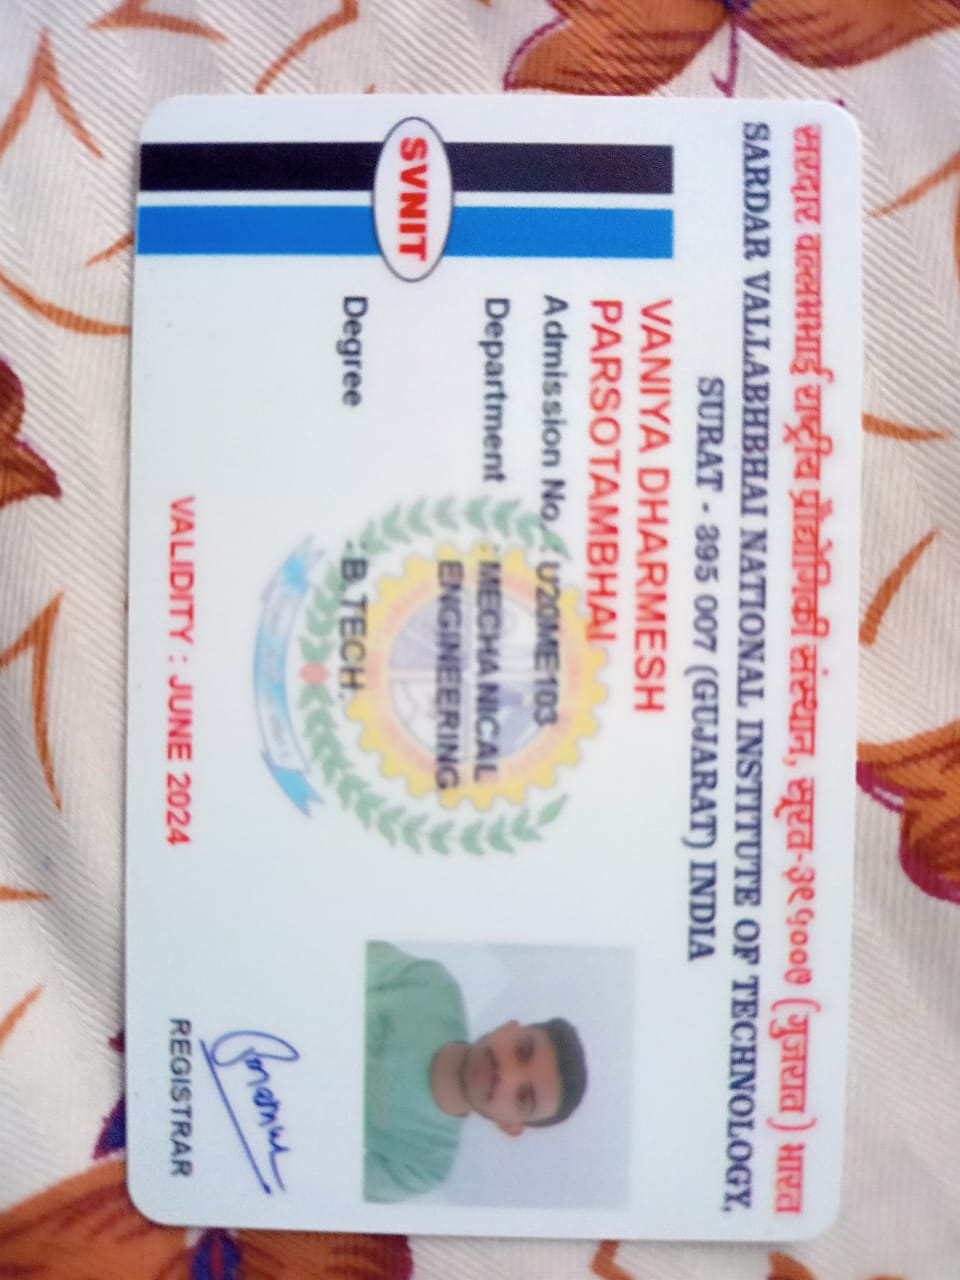 सरदार वल्लभभाई राष्ट्रीय प्रौद्योगिकी संस्थान, सूरत-३९५००७ (गुजरात) भारत
SARDAR VALLABHBHAI NATIONAL INSTITUTE OF TECHNOLOGY,
SURAT - 395 007 (GUJARAT) INDIA
VANIYA DHARMESH
PARSOTAMBHAI
Admission No. : U20ME103
Department : MECHANICAL
ENGINEERING
SVNIT
Degree : B.TECH.
VALIDITY : JUNE 2024
REGISTRAR